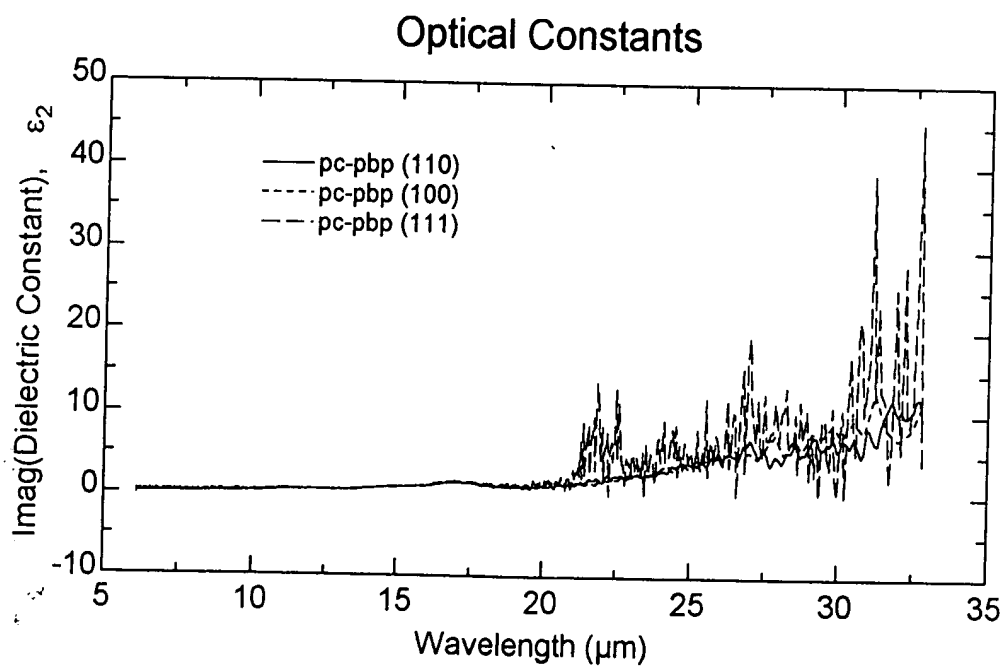 Optical Constants
Imag(Dielectric Constant), ε₂
50
40
30
20
10
0
-10
pc-pbp (110)
pc-pbp (100)
pc-pbp (111)
5
10
15
20
25
30
35
Wavelength (μm)